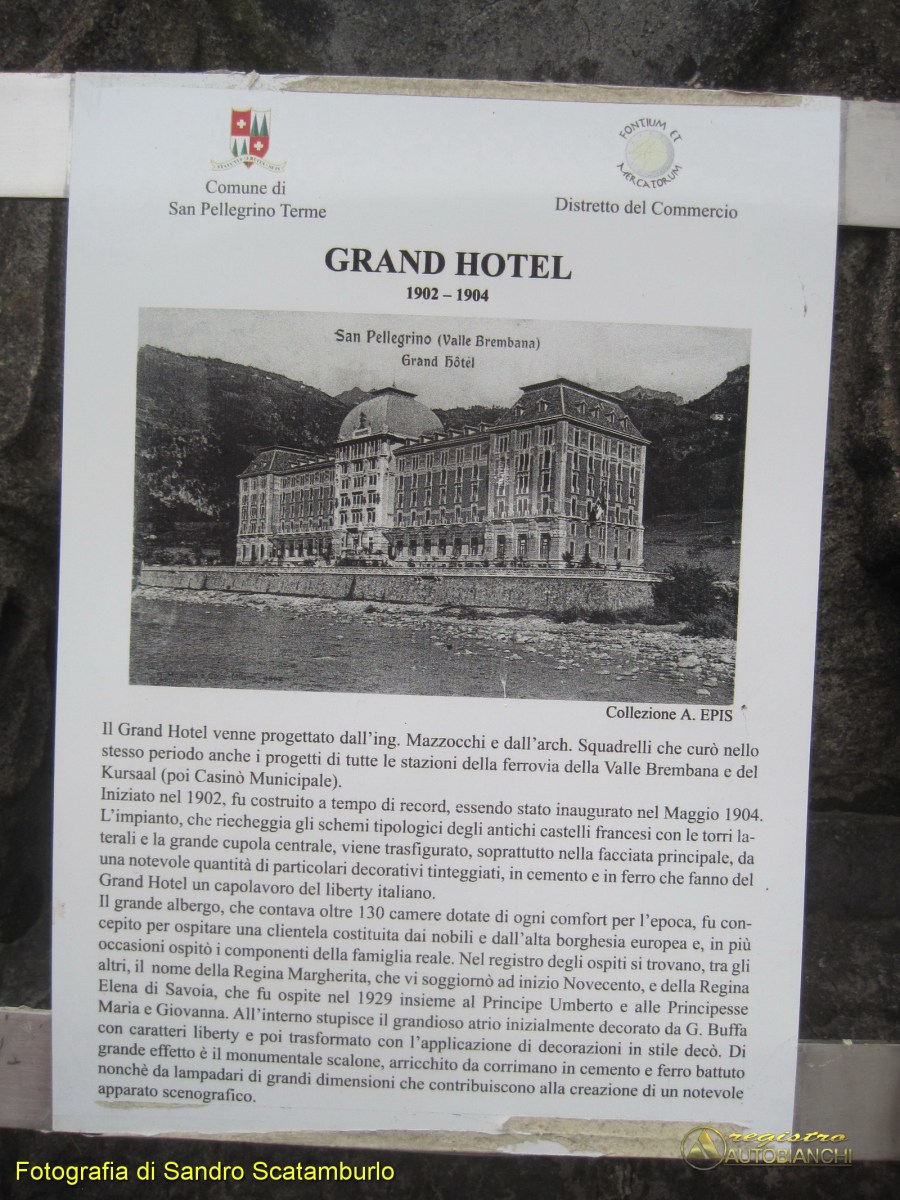 FONTIUM ET
MERCATORUM
Comune di
San Pellegrino Terme
Distretto del Commercio
GRAND HOTEL
1902 – 1904
San Pellegrino (Valle Brembana)
Grand Hôtel
Collezione A. EPIS
Il Grand Hotel venne progettato dall'ing. Mazzocchi e dall'arch. Squadrelli che curò nello
stesso periodo anche i progetti di tutte le stazioni della ferrovia della Valle Brembana e del
Kursaal (poi Casinò Municipale).
Iniziato nel 1902, fu costruito a tempo di record, essendo stato inaugurato nel Maggio 1904.
L'impianto, che riecheggia gli schemi tipologici degli antichi castelli francesi con le torri la-
terali e la grande cupola centrale, viene trasfigurato, soprattutto nella facciata principale, da
una notevole quantità di particolari decorativi tinteggiati, in cemento e in ferro che fanno del
Grand Hotel un capolavoro del liberty italiano.
Il grande albergo, che contava oltre 130 camere dotate di ogni comfort per l'epoca, fu con-
cepito per ospitare una clientela costituita dai nobili e dall'alta borghesia europea e, in più
occasioni ospitò i componenti della famiglia reale. Nel registro degli ospiti si trovano, tra gli
altri, il nome della Regina Margherita, che vi soggiornò ad inizio Novecento, e della Regina
Elena di Savoia, che fu ospite nel 1929 insieme al Principe Umberto e alle Principesse
Maria e Giovanna. All'interno stupisce il grandioso atrio inizialmente decorato da G. Buffa
con caratteri liberty e poi trasformato con l'applicazione di decorazioni in stile decò. Di
grande effetto è il monumentale scalone, arricchito da corrimano in cemento e ferro battuto
nonchè da lampadari di grandi dimensioni che contribuiscono alla creazione di un notevole
apparato scenografico.
registro
AUTOBIANCHI
Fotografia di Sandro Scatamburlo